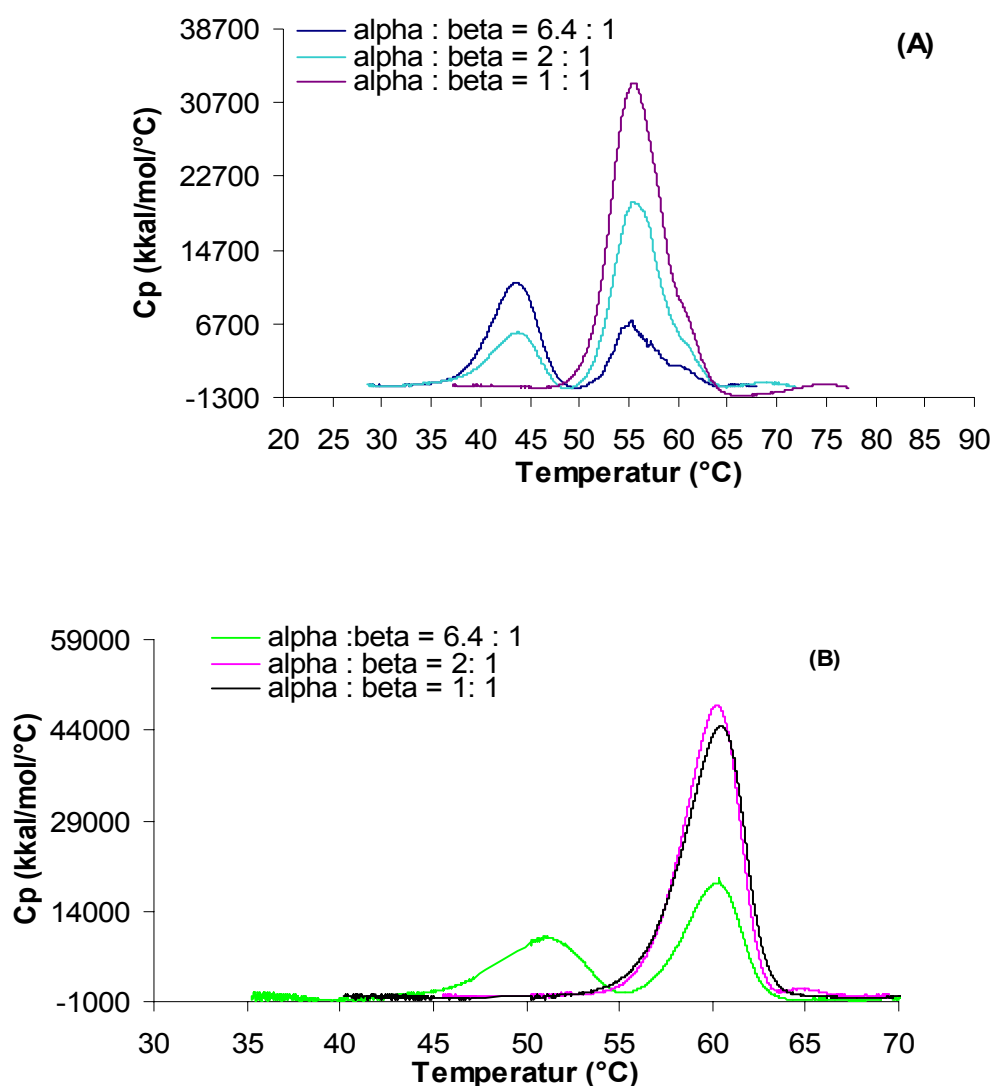 38700
30700
22700
14700
6700
-1300
Cp (kkal/mol/°C)
alpha : beta = 6.4 : 1
alpha : beta = 2 : 1
alpha : beta = 1 : 1
(A)
20 25 30 35 40 45 50 55 60 65 70 75 80 85 90
Temperatur (°C)
59000
44000
29000
14000
-1000
Cp (kkal/mol/°C)
alpha :beta = 6.4 : 1
alpha : beta = 2: 1
alpha : beta = 1: 1
(B)
30 35 40 45 50 55 60 65 70
Temperatur (°C)